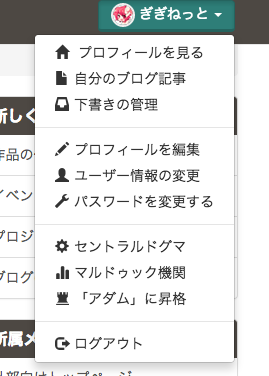 ぎぎねっと
プロフィールを見る
自分のブログ記事
下書きの管理
プロフィールを編集
ユーザー情報の変更
パスワードを変更する
セントラルドグマ
マルドゥック機関
「アダム」に昇格
ログアウト
新しく
作品の
イベン
プロジ
ブログ
所属メ